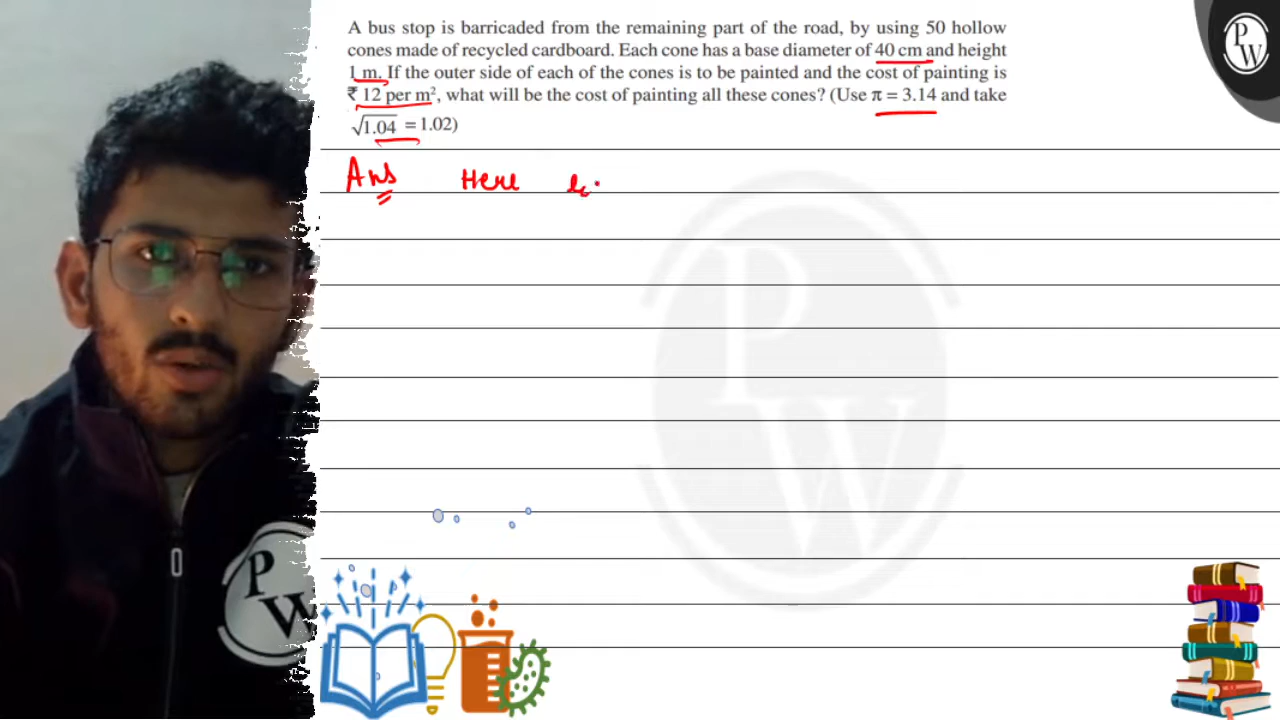 A bus stop is barricaded from the remaining part of the road, by using 50 hollow
cones made of recycled cardboard. Each cone has a base diameter of 40 cm and height
1 m. If the outer side of each of the cones is to be painted and the cost of painting is
₹ 12 per m², what will be the cost of painting all these cones? (Use π = 3.14 and take
√1.04 = 1.02)
Ans Here
PW
PW
PW